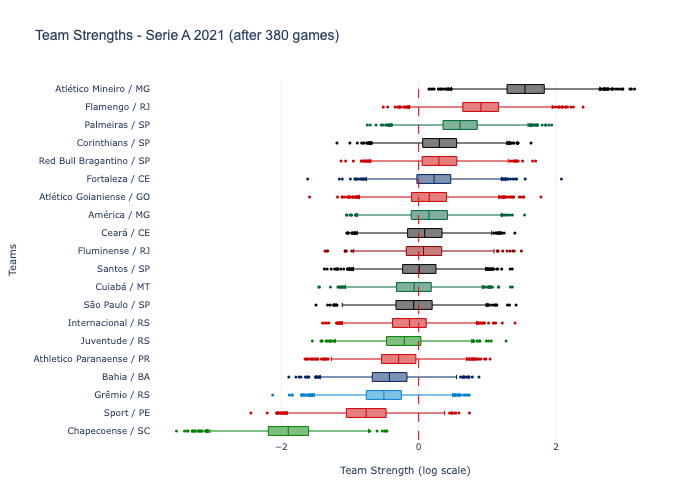 Team Strengths - Serie A 2021 (after 380 games)
Atlético Mineiro / MG
Flamengo / RJ
Palmeiras / SP
Corinthians / SP
Red Bull Bragantino / SP
Fortaleza / CE
Atlético Goianiense / GO
América / MG
Ceará / CE
Fluminense / RJ
Santos / SP
Cuiabá / MT
São Paulo / SP
Internacional / RS
Juventude / RS
Athletico Paranaense / PR
Bahia / BA
Grêmio / RS
Sport / PE
Chapecoense / SC
Teams
−2 0 2
Team Strength (log scale)